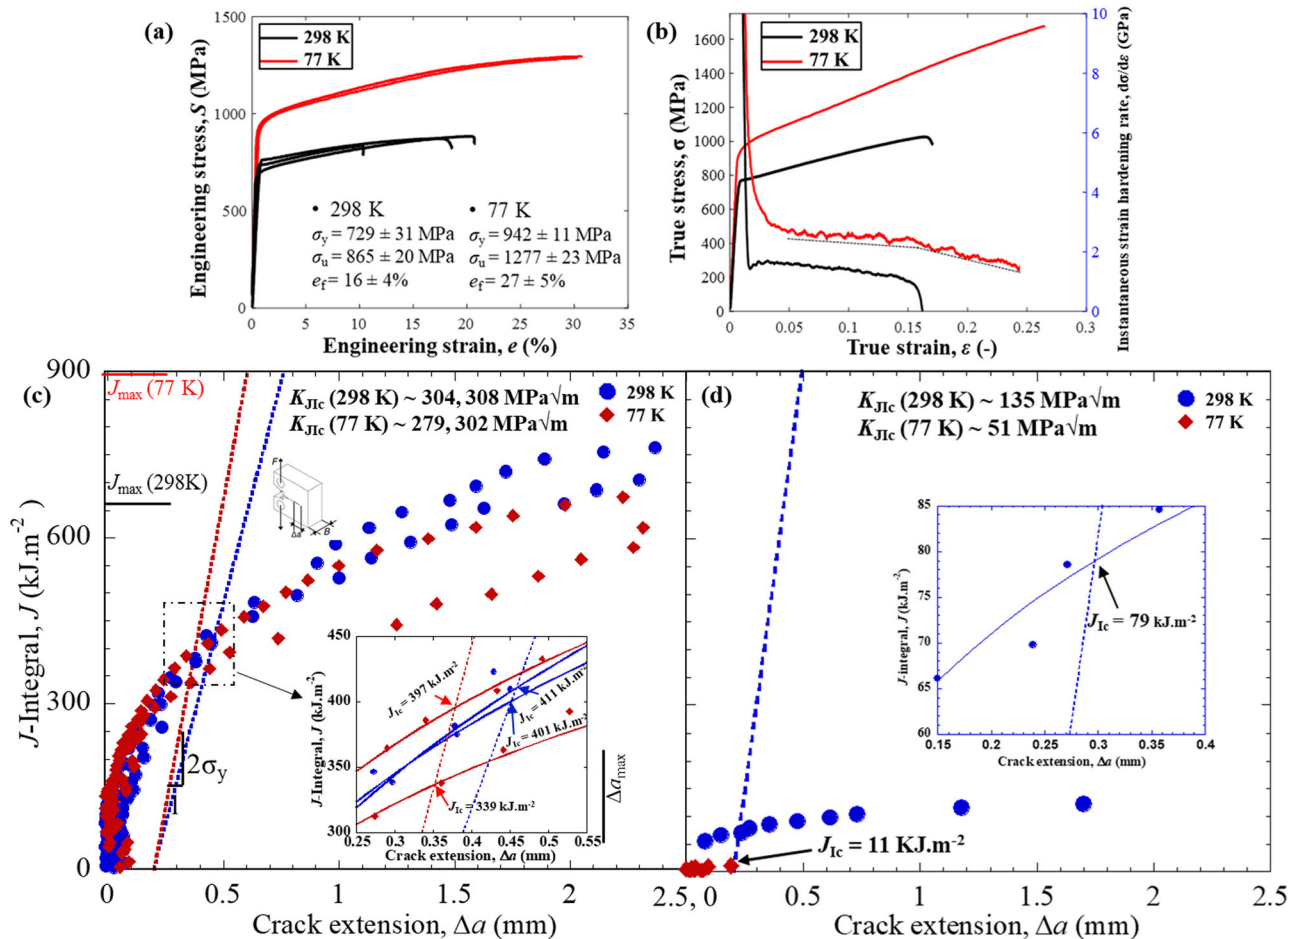 (a)
298 K
77 K
1500
1000
500
0
Engineering stress, S (MPa)
• 298 K
σy = 729 ± 31 MPa
σu = 865 ± 20 MPa
ef = 16 ± 4%
• 77 K
σy = 942 ± 11 MPa
σu = 1277 ± 23 MPa
ef = 27 ± 5%
0 5 10 15 20 25 30 35
Engineering strain, e (%)
(b)
298 K
77 K
1600
1400
1200
1000
800
600
400
200
0
True stress, σ (MPa)
10
8
6
4
2
0
Instantaneous strain hardening rate, dσ/dε (GPa)
0 0.05 0.1 0.15 0.2 0.25 0.3
True strain, ε (-)
(c)
900
600
300
0
J-Integral, J (kJ.m-2)
Jmax (77 K)
Jmax (298K)
KJIc (298 K) ~ 304, 308 MPa√m
KJIc (77 K) ~ 279, 302 MPa√m
298 K
77 K
F
Δa
B
2σy
1
450
400
350
300
J-Integral, J (kJ.m-2)
JIc = 397 kJ.m-2
JIc = 411 kJ.m-2
JIc = 401 kJ.m-2
JIc = 339 kJ.m-2
0.25 0.3 0.35 0.4 0.45 0.5 0.55
Crack extension, Δa (mm)
Δamax
0 0.5 1 1.5 2 2.5, 0
Crack extension, Δa (mm)
(d)
KJIc (298 K) ~ 135 MPa√m
KJIc (77 K) ~ 51 MPa√m
298 K
77 K
85
80
75
70
65
60
J-integral, J (kJ.m-2)
JIc = 79 kJ.m-2
0.15 0.2 0.25 0.3 0.35 0.4
Crack extension, Δa (mm)
JIc = 11 KJ.m-2
0.5 1 1.5 2 2.5
Crack extension, Δa (mm)